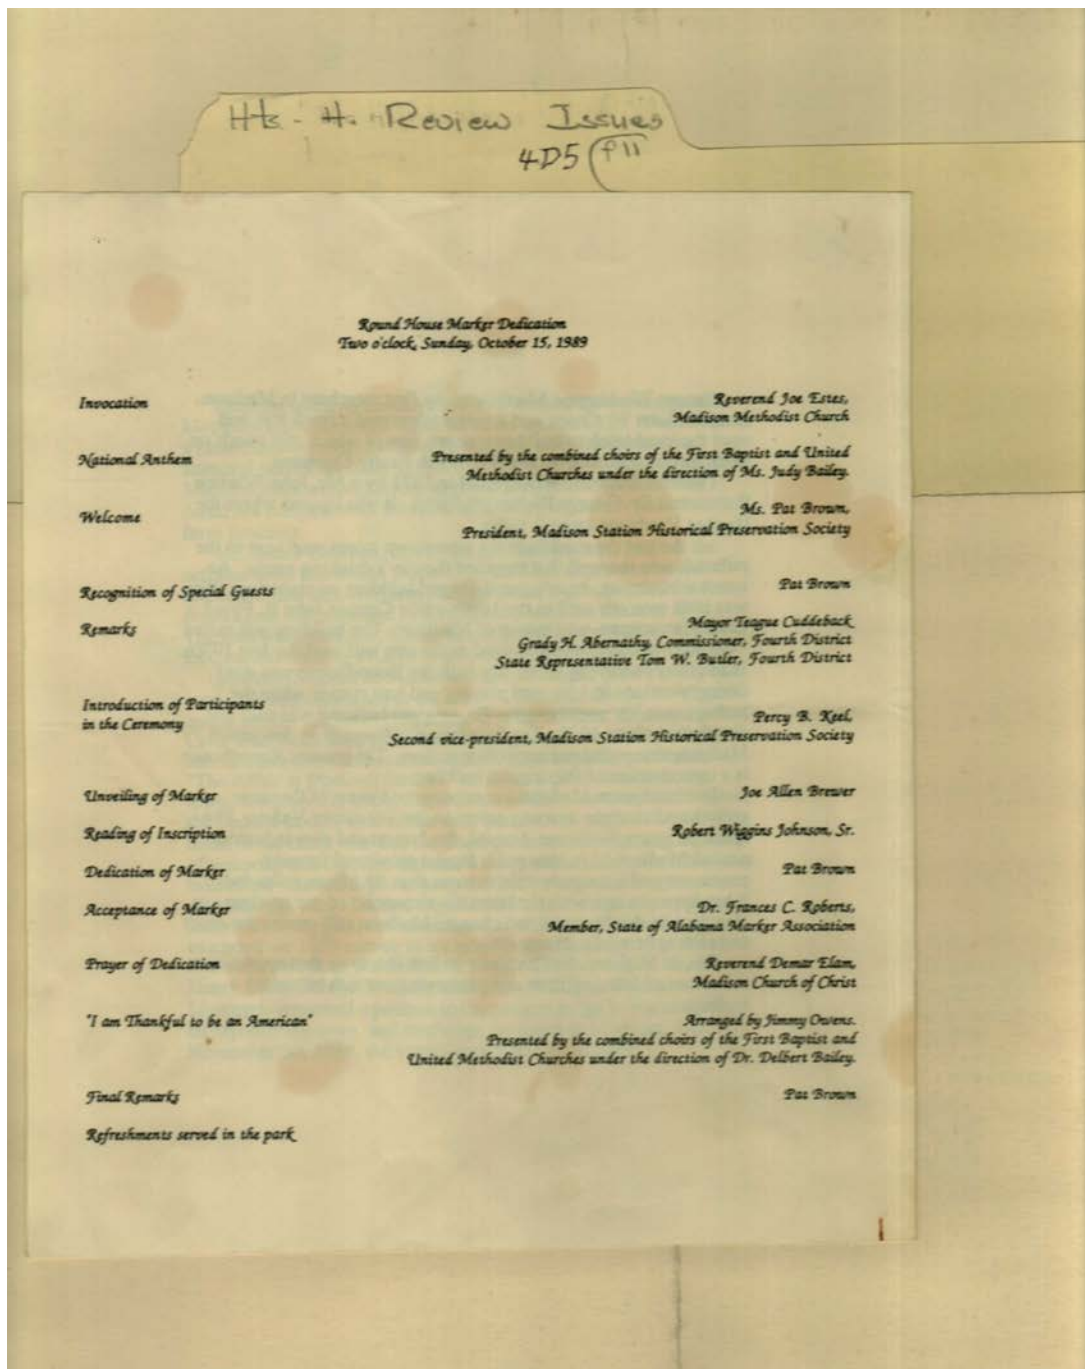 Hts - H. Review Issues
4D5 (f11
Round House Marker Dedication
Two o'clock, Sunday, October 15, 1989
Invocation
Reverend Joe Estes,
Madison Methodist Church
National Anthem
Presented by the combined choirs of the First Baptist and United
Methodist Churches under the direction of Ms. Judy Bailey.
Welcome
Ms. Pat Brown,
President, Madison Station Historical Preservation Society
Recognition of Special Guests
Pat Brown
Remarks
Mayor Teague Cuddeback
Grady H. Abernathy, Commissioner, Fourth District
State Representative Tom W. Butler, Fourth District
Introduction of Participants
in the Ceremony
Percy B. Keel,
Second vice-president, Madison Station Historical Preservation Society
Unveiling of Marker
Joe Allen Brewer
Reading of Inscription
Robert Wiggins Johnson, Sr.
Dedication of Marker
Pat Brown
Acceptance of Marker
Dr. Frances C. Roberts,
Member, State of Alabama Marker Association
Prayer of Dedication
Reverend Demar Elam,
Madison Church of Christ
"I am Thankful to be an American"
Arranged by Jimmy Owens.
Presented by the combined choirs of the First Baptist and
United Methodist Churches under the direction of Dr. Delbert Bailey.
Final Remarks
Pat Brown
Refreshments served in the park